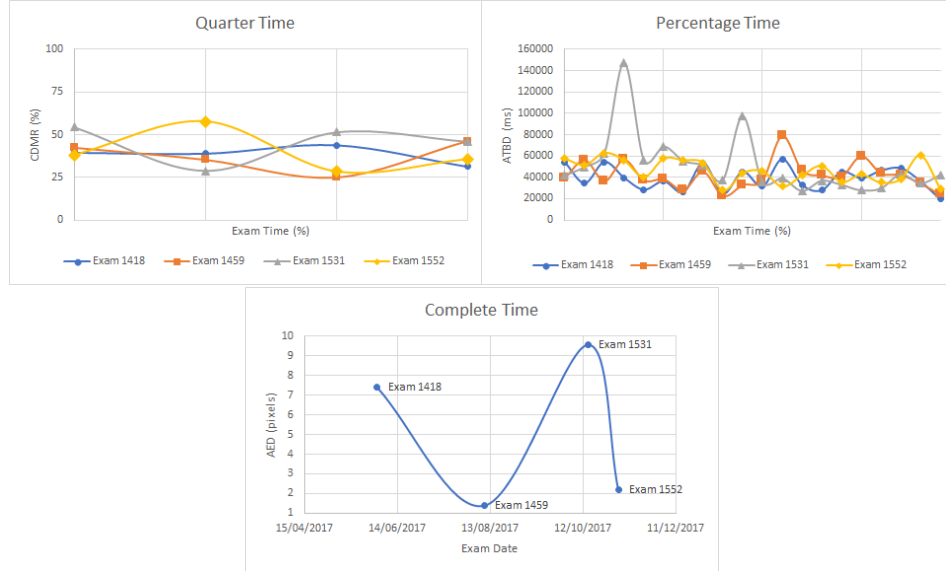 Quarter Time
100
75
50
25
0
CDMR (%)
Exam Time (%)
Exam 1418 Exam 1459 Exam 1531 Exam 1552
Percentage Time
160000
140000
120000
100000
80000
60000
40000
20000
0
ATBD (ms)
Exam Time (%)
Exam 1418 Exam 1459 Exam 1531 Exam 1552
Complete Time
10
9
8
7
6
5
4
3
2
1
AED (pixels)
Exam 1531
Exam 1418
Exam 1552
Exam 1459
15/04/2017 14/06/2017 13/08/2017 12/10/2017 11/12/2017
Exam Date